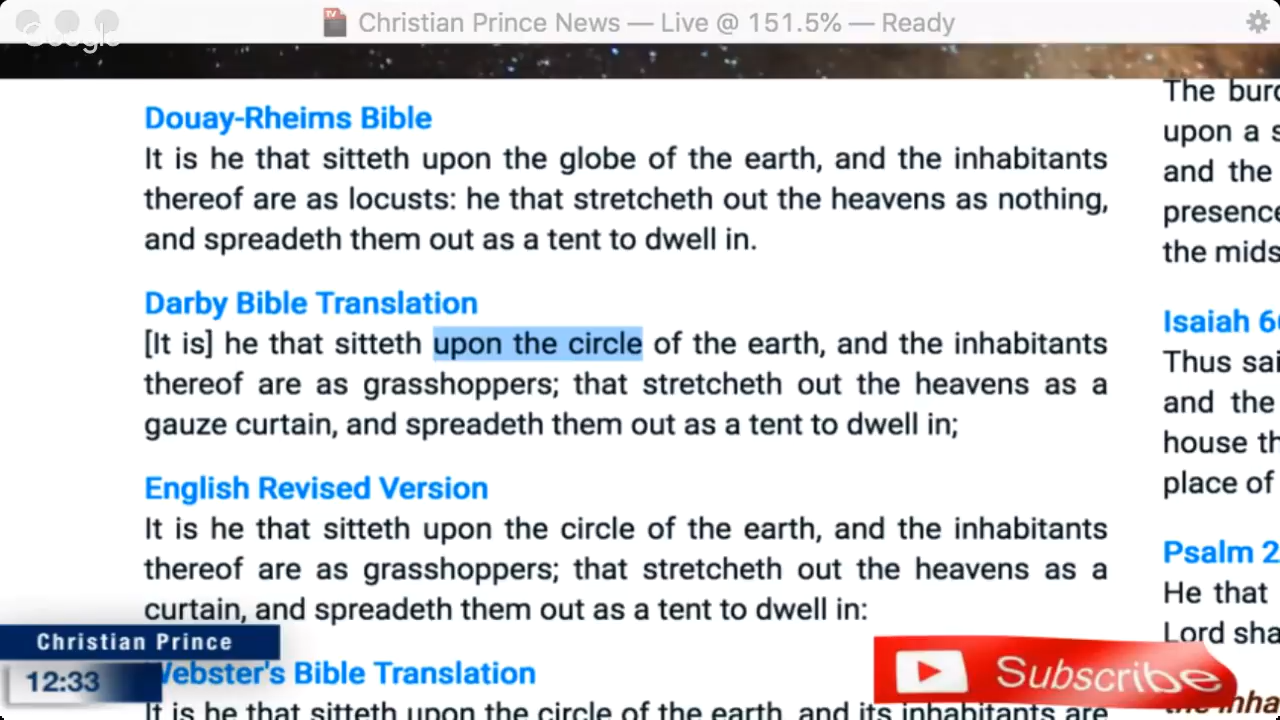 Christian Prince News — Live @ 151.5% — Ready
Google
Douay-Rheims Bible
It is he that sitteth upon the globe of the earth, and the inhabitants
thereof are as locusts: he that stretcheth out the heavens as nothing,
and spreadeth them out as a tent to dwell in.
Darby Bible Translation
[It is] he that sitteth upon the circle of the earth, and the inhabitants
thereof are as grasshoppers; that stretcheth out the heavens as a
gauze curtain, and spreadeth them out as a tent to dwell in;
English Revised Version
It is he that sitteth upon the circle of the earth, and the inhabitants
thereof are as grasshoppers; that stretcheth out the heavens as a
curtain, and spreadeth them out as a tent to dwell in:
Webster's Bible Translation
It is he that sitteth upon the circle of the earth, and its inhabitants are
The
upon a
and the
presence
the
Isaiah
Thus
and the
house
place of
Psalm 2
He that
Lord
Christian Prince
12:33
Subscribe